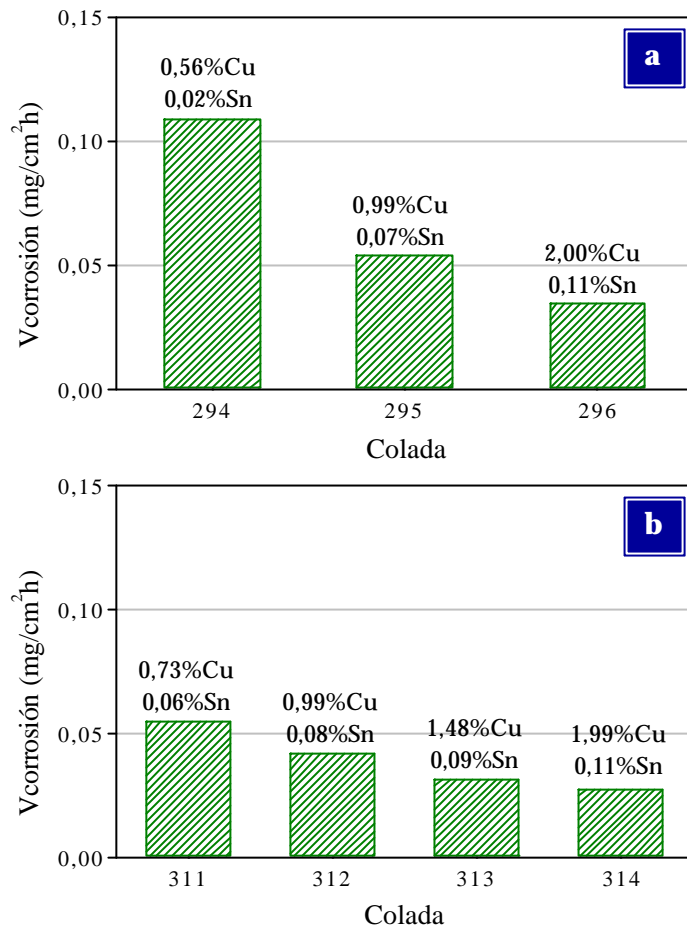 0,15
a
0,56%Cu
0,02%Sn
0,10
0,99%Cu
0,07%Sn
2,00%Cu
0,11%Sn
0,05
0,00
Vcorrosión (mg/cm²h)
294 295 296
Colada
0,15
b
0,10
0,73%Cu
0,06%Sn
0,99%Cu
0,08%Sn
1,48%Cu
0,09%Sn
1,99%Cu
0,11%Sn
0,05
0,00
Vcorrosión (mg/cm²h)
311 312 313 314
Colada